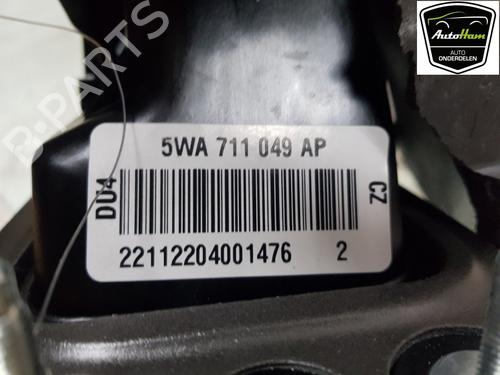 AutoHam
AUTO
ONDERDELEN
B-PARTS
5WA 711 049 AP
DU4
CZ
22112204001476 2